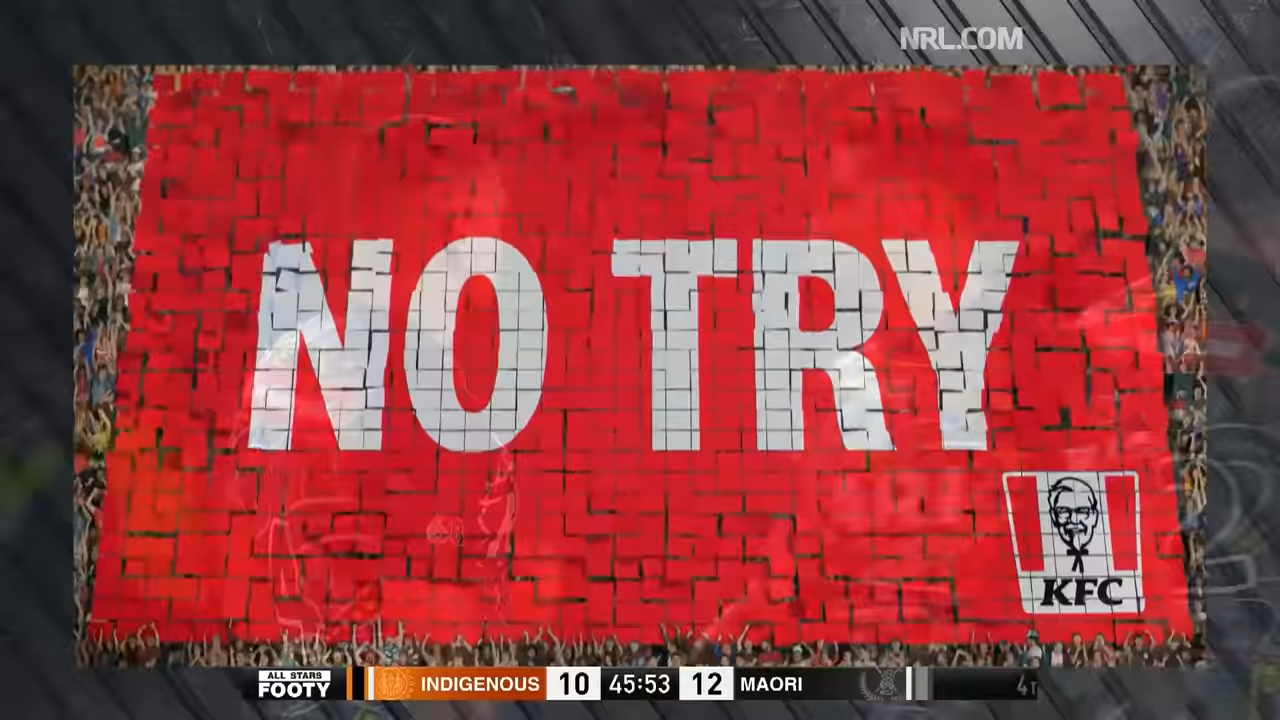 NRL.COM
NO TRY
KFC
ALL STARS
FOOTY
INDIGENOUS 10 45:53 12 MAORI